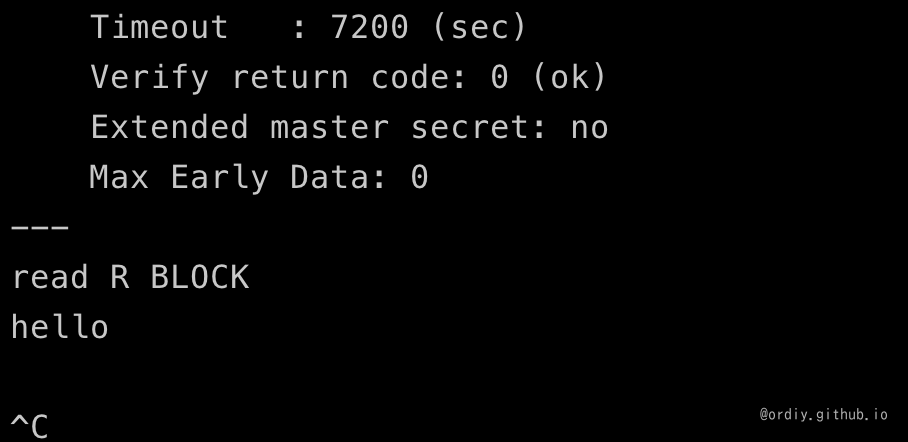 Timeout   : 7200 (sec)
Verify return code: 0 (ok)
Extended master secret: no
Max Early Data: 0
---
read R BLOCK
hello
^C
@ordiy.github.io